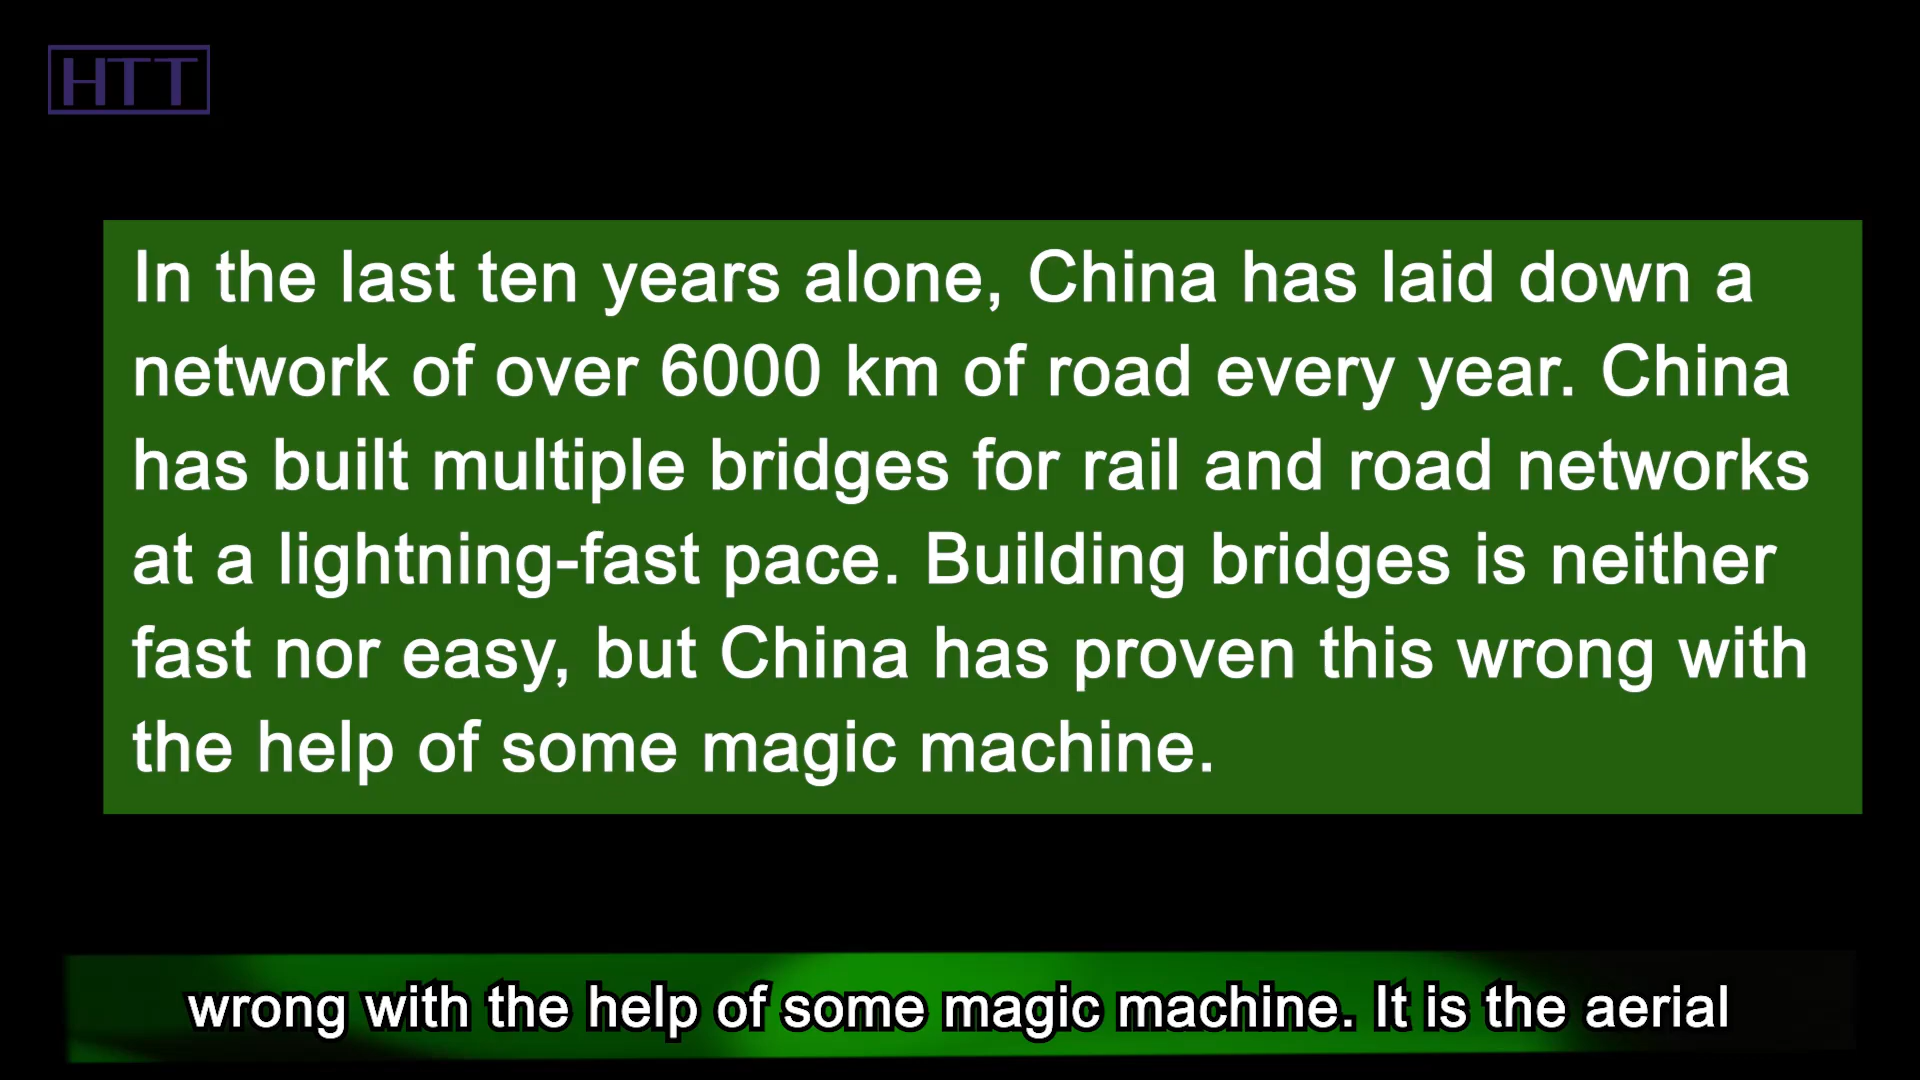 HTT
In the last ten years alone, China has laid down a
network of over 6000 km of road every year. China
has built multiple bridges for rail and road networks
at a lightning-fast pace. Building bridges is neither
fast nor easy, but China has proven this wrong with
the help of some magic machine.
wrong with the help of some magic machine. It is the aerial